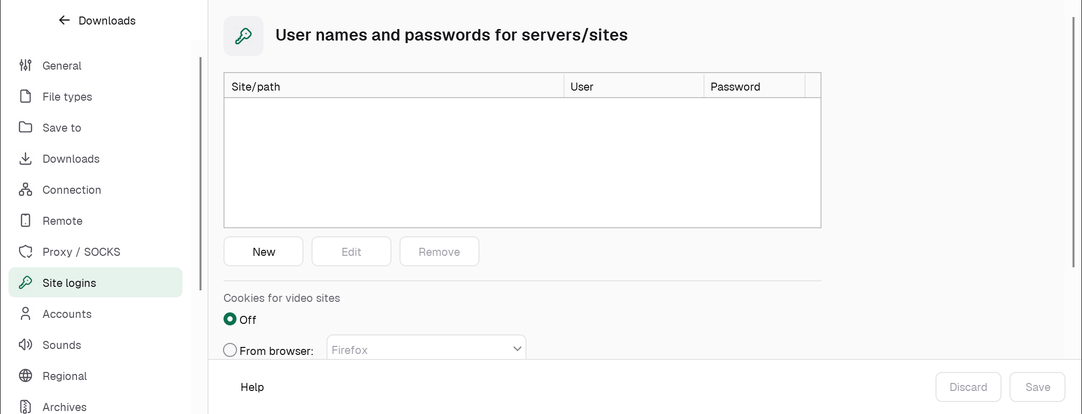 Downloads
General
File types
Save to
Downloads
Connection
Remote
Proxy / SOCKS
Site logins
Accounts
Sounds
Regional
Archives
User names and passwords for servers/sites
Site/path User Password
New Edit Remove
Cookies for video sites
Off
From browser: Firefox
Help Discard Save